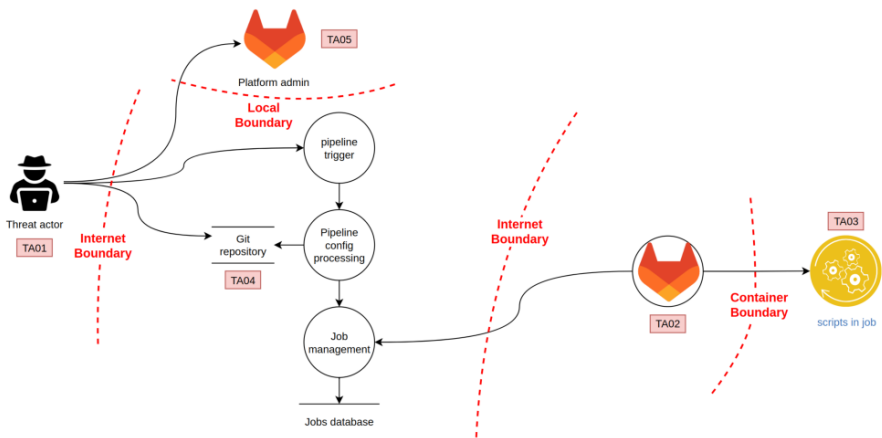 TA05
Platform admin
Local
Boundary
pipeline
trigger
Threat actor
TA01
Internet
Boundary
Git
repository
TA04
Pipeline
config
processing
Internet
Boundary
TA03
Container
Boundary
TA02
scripts in job
Job
management
Jobs database